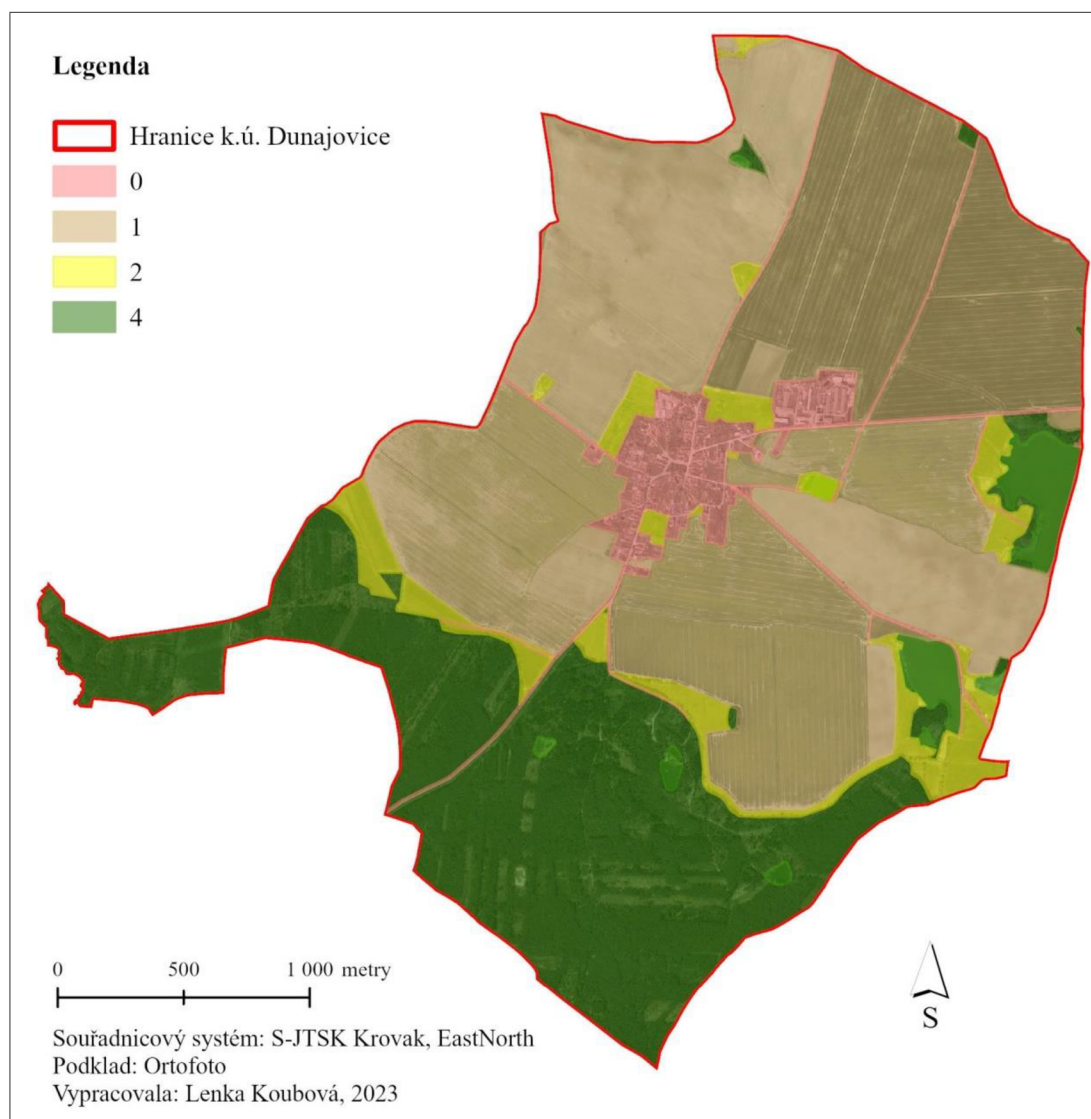 Legenda
Hranice k.ú. Dunajovice
0
1
2
4
0 500 1 000 metry
S
Souřadnicový systém: S-JTSK Krovak, EastNorth
Podklad: Ortofoto
Vypracovala: Lenka Koubová, 2023